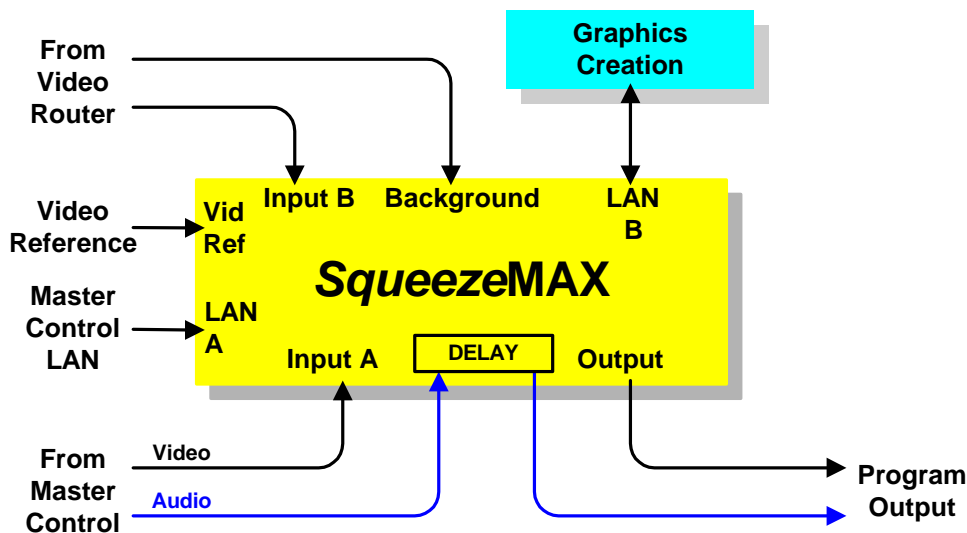 From
Video
Router
Graphics
Creation
Input B
Background
LAN
B
Video
Reference
Vid
Ref
SqueezeMAX
Master
Control
LAN
LAN
A
Input A
DELAY
Output
From
Master
Control
Video
Audio
Program
Output